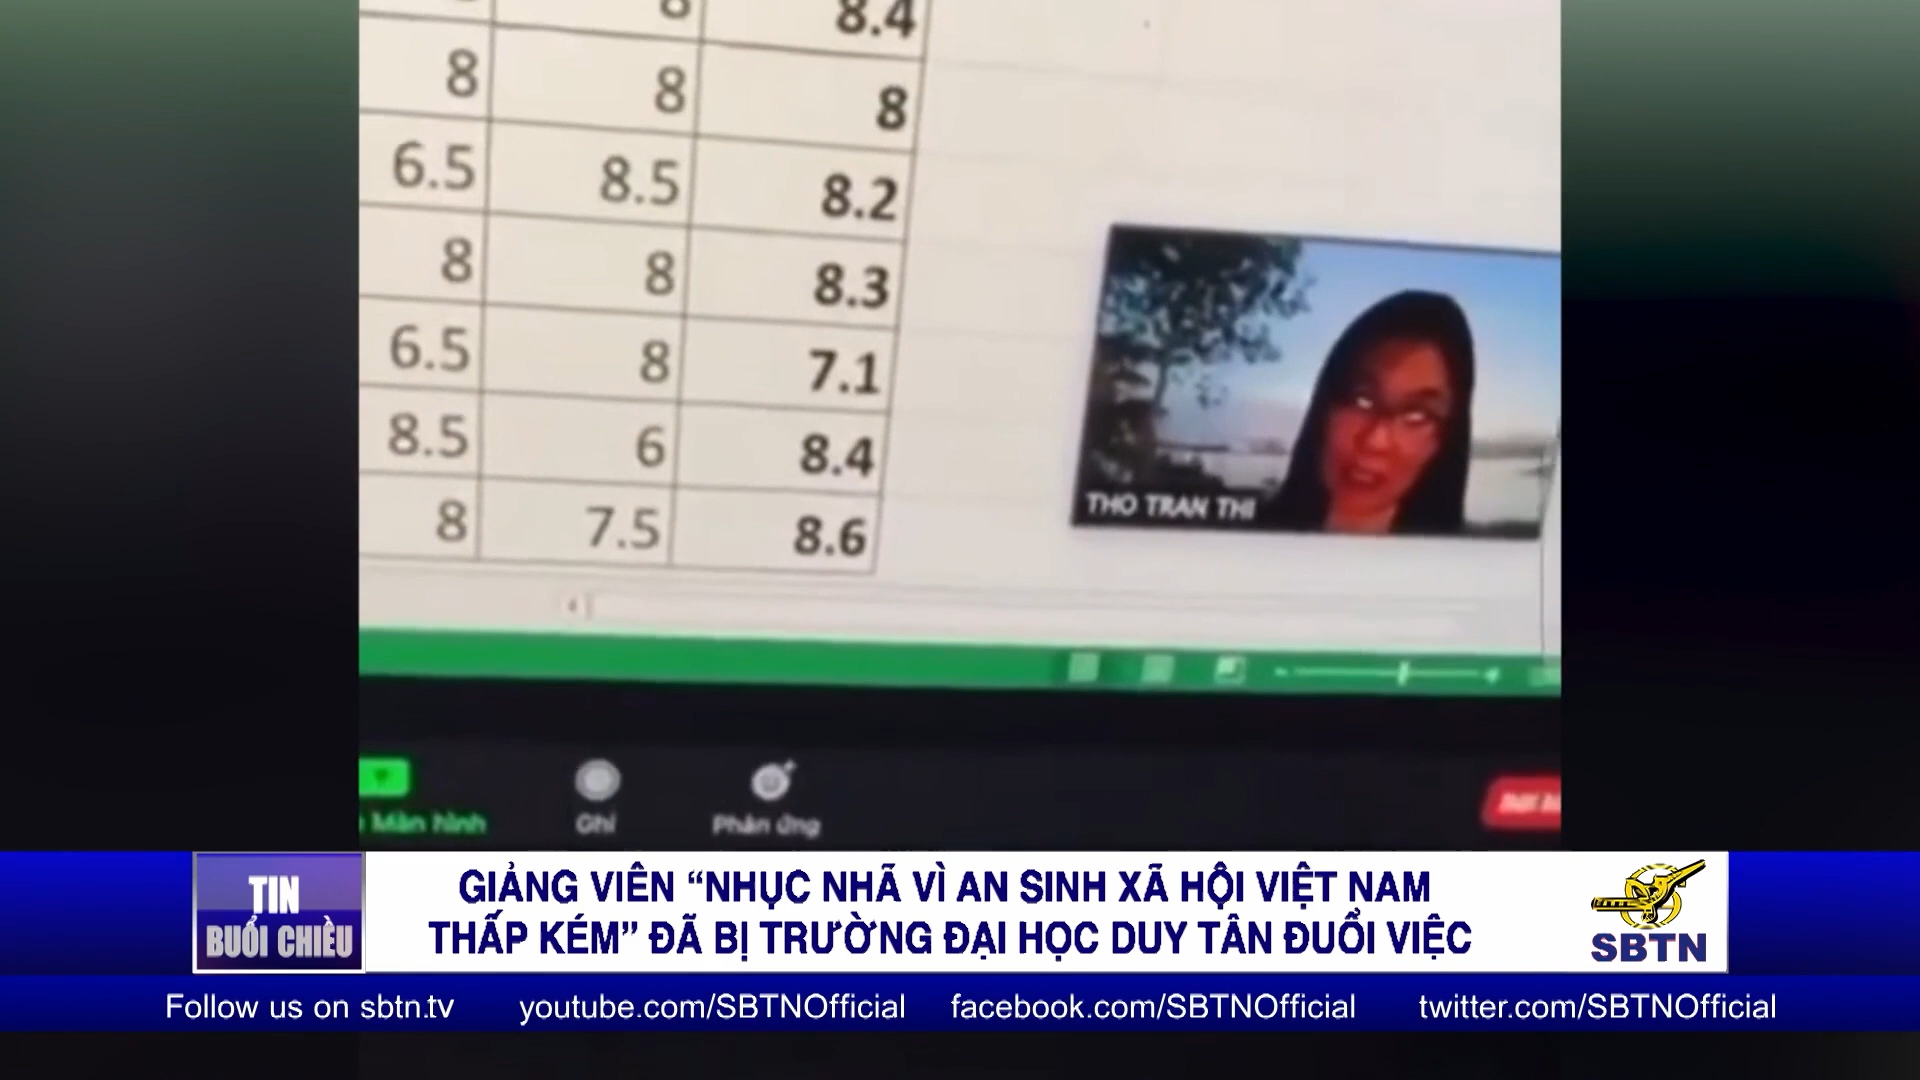 8 8.4
8 8 8
6.5 8.5 8.2
8 8 8.3
6.5 8 7.1
8.5 6 8.4
8 7.5 8.6
THO TRAN THI
Màn hình Ghi Phản ứng
TIN
BUỔI CHIỀU
GIẢNG VIÊN “NHỤC NHÃ VÌ AN SINH XÃ HỘI VIỆT NAM
THẤP KÉM” ĐÃ BỊ TRƯỜNG ĐẠI HỌC DUY TÂN ĐUỔI VIỆC
SBTN
Follow us on sbtn.tv youtube.com/SBTNOfficial facebook.com/SBTNOfficial twitter.com/SBTNOfficial